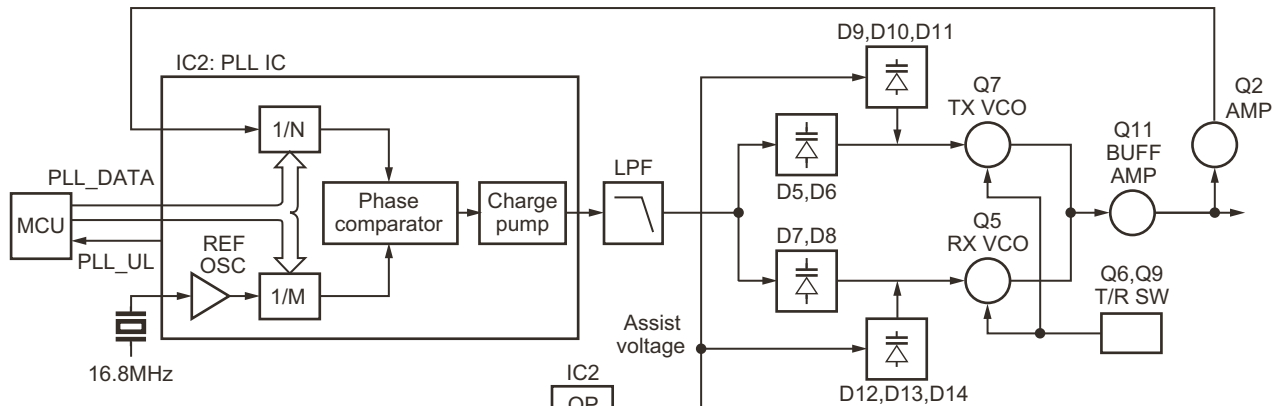 D9,D10,D11
IC2: PLL IC
Q7
TX VCO
Q2
AMP
1/N
Q11
BUFF
AMP
PLL_DATA
LPF
D5,D6
MCU
Phase
comparator
Charge
pump
PLL_UL
REF
OSC
D7,D8
Q5
RX VCO
Q6,Q9
T/R SW
1/M
Assist
voltage
16.8MHz
IC2
D12,D13,D14
OP